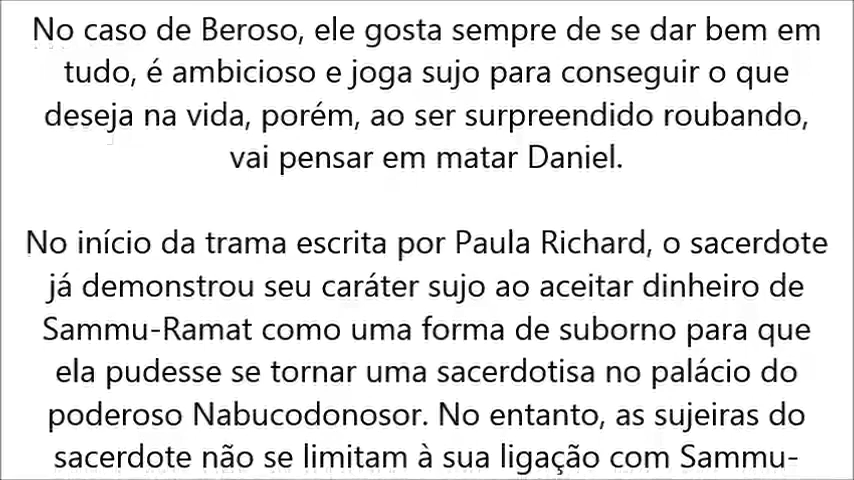 No caso de Beroso, ele gosta sempre de se dar bem em
tudo, é ambicioso e joga sujo para conseguir o que
deseja na vida, porém, ao ser surpreendido roubando,
vai pensar em matar Daniel.
No início da trama escrita por Paula Richard, o sacerdote
já demonstrou seu caráter sujo ao aceitar dinheiro de
Sammu-Ramat como uma forma de suborno para que
ela pudesse se tornar uma sacerdotisa no palácio do
poderoso Nabucodonosor. No entanto, as sujeiras do
sacerdote não se limitam à sua ligação com Sammu-